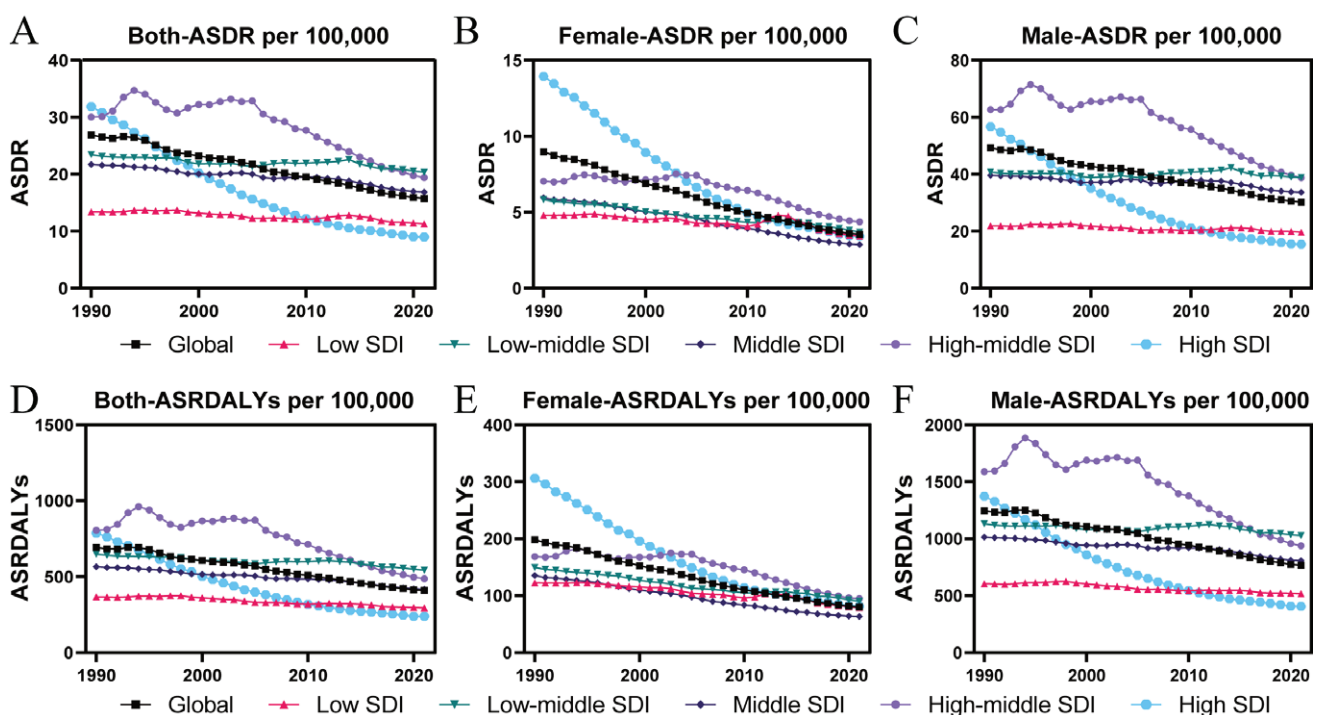 A Both-ASDR per 100,000
B Female-ASDR per 100,000
C Male-ASDR per 100,000
ASDR
40
30
20
10
0
1990 2000 2010 2020
ASDR
15
10
5
0
1990 2000 2010 2020
ASDR
80
60
40
20
0
1990 2000 2010 2020
Global Low SDI Low-middle SDI Middle SDI High-middle SDI High SDI
D Both-ASRDALYs per 100,000
E Female-ASRDALYs per 100,000
F Male-ASRDALYs per 100,000
ASRDALYs
1500
1000
500
0
1990 2000 2010 2020
ASRDALYs
400
300
200
100
0
1990 2000 2010 2020
ASRDALYs
2000
1500
1000
500
0
1990 2000 2010 2020
Global Low SDI Low-middle SDI Middle SDI High-middle SDI High SDI